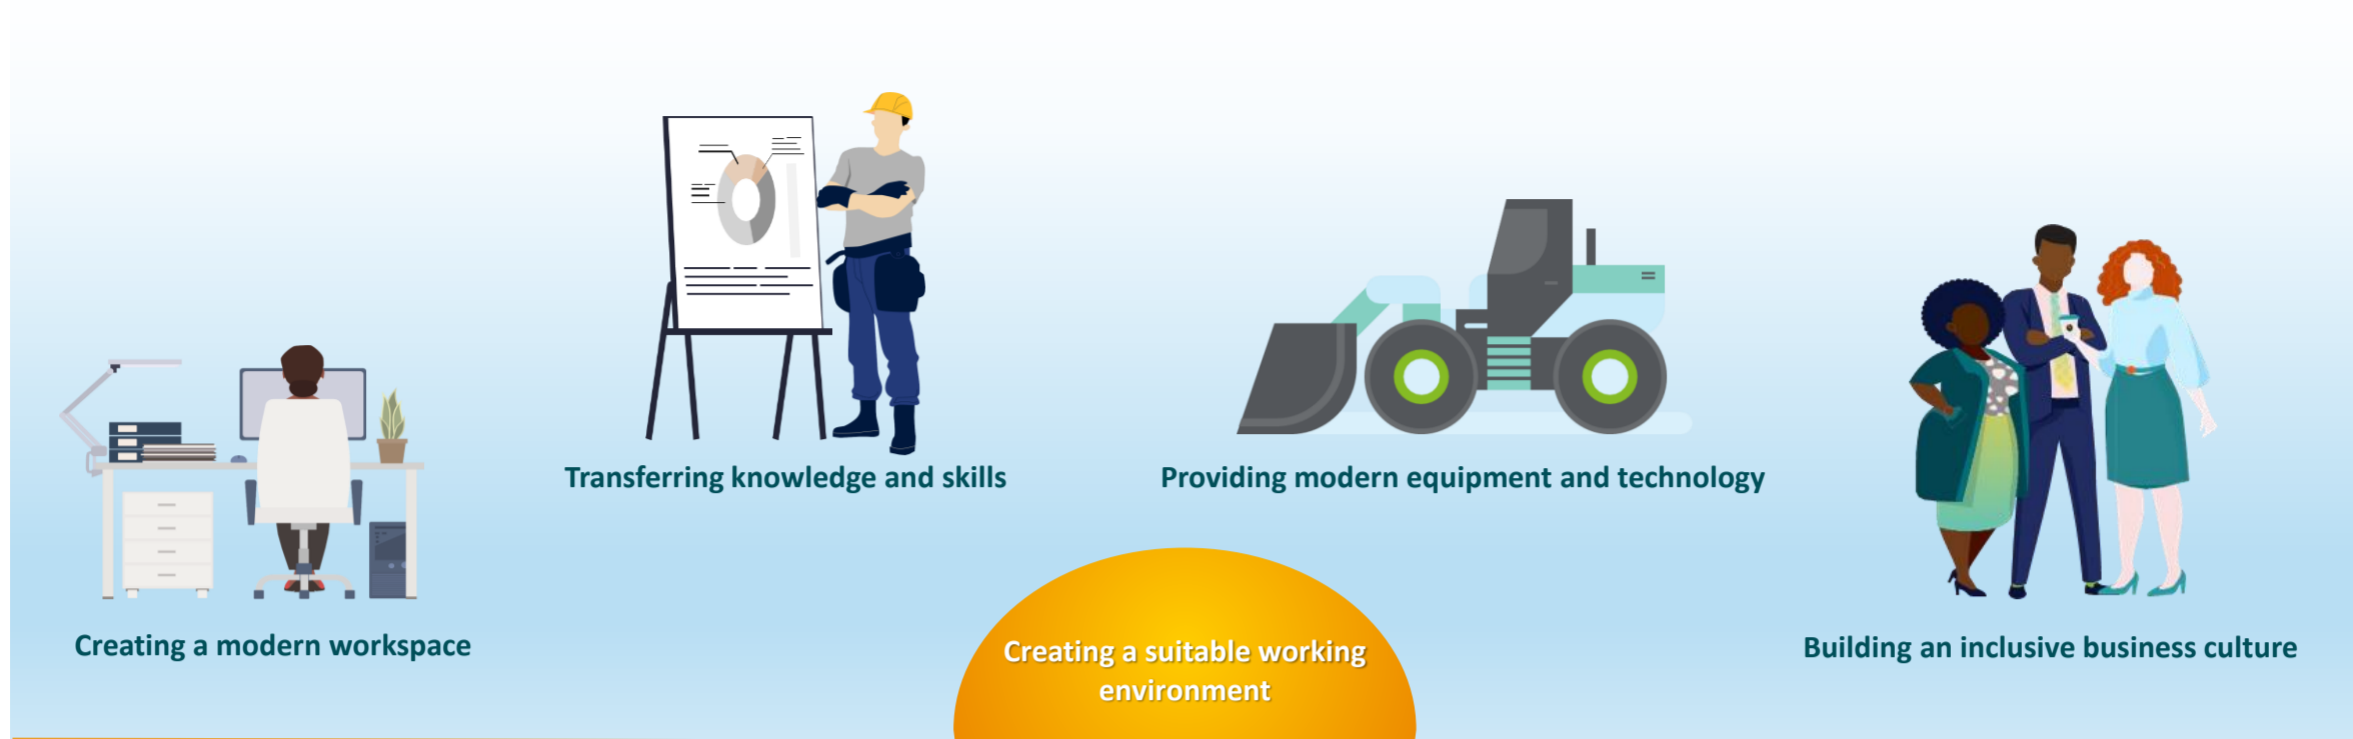 Transferring knowledge and skills
Providing modern equipment and technology
Creating a modern workspace
Creating a suitable working
environment
Building an inclusive business culture